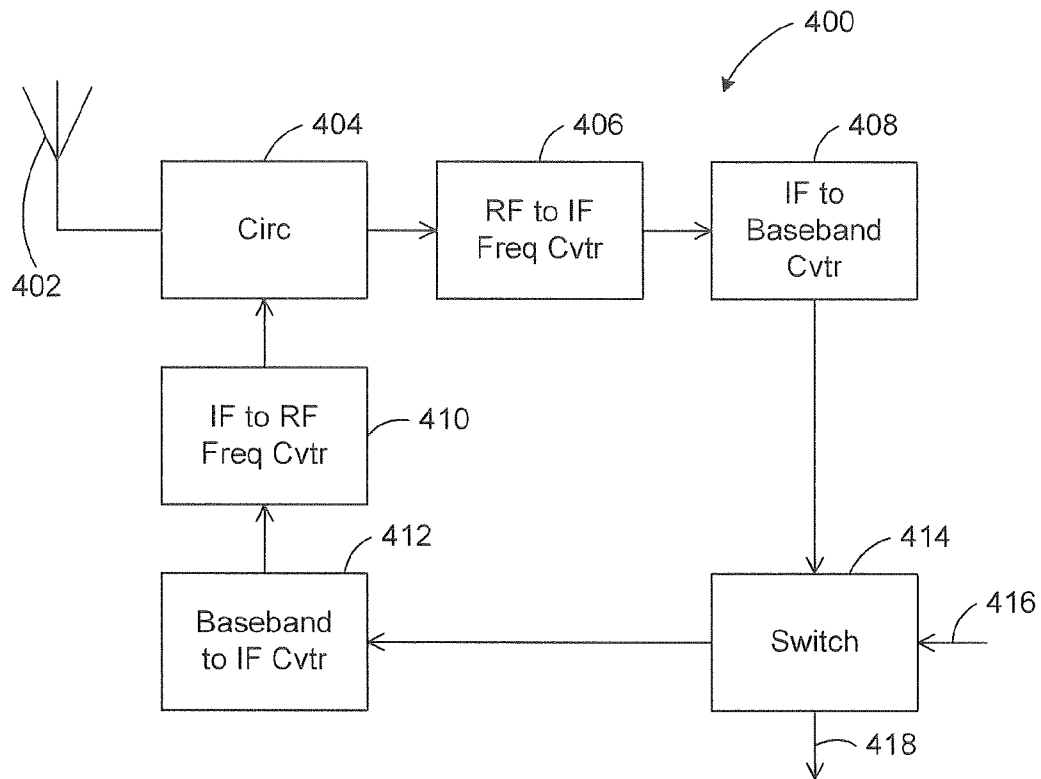 400
404
406
408
Circ
RF to IF
Freq Cvtr
IF to
Baseband
Cvtr
402
IF to RF
Freq Cvtr
410
412
414
416
Baseband
to IF Cvtr
Switch
418